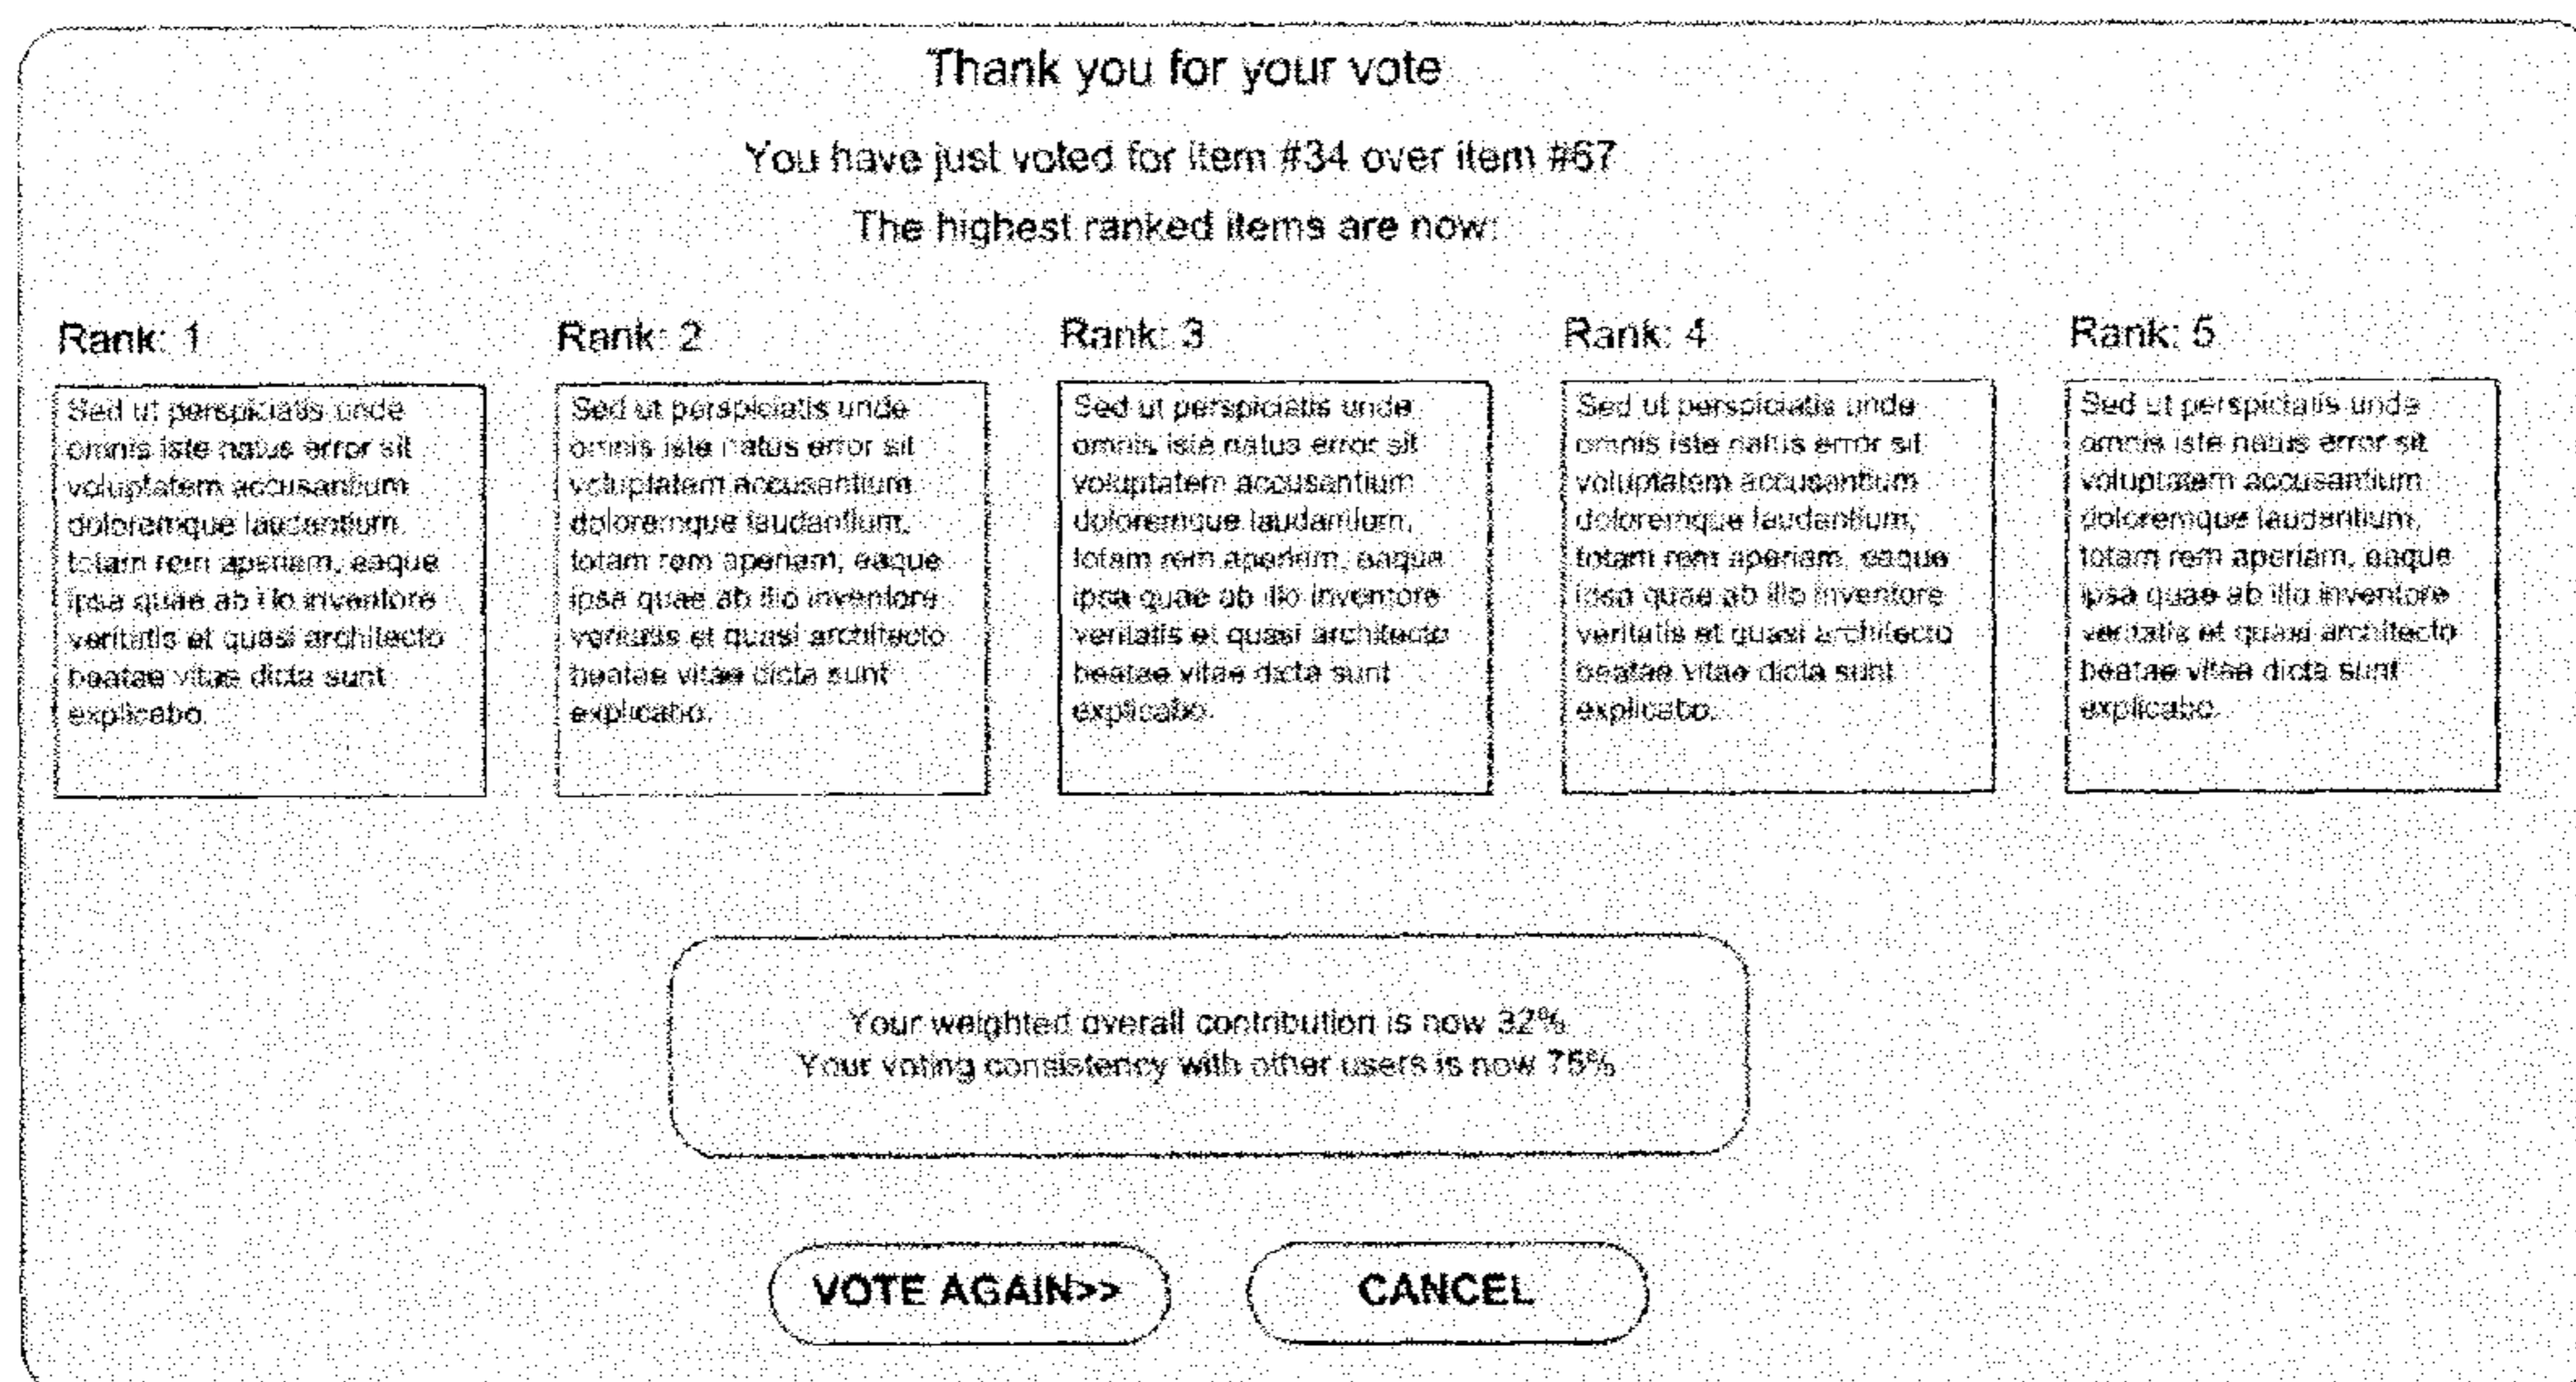 Thank you for your vote
You have just voted for item #34 over item #67
The highest ranked items are now:
Rank: 1
Sed ut perspiciatis unde
omnis iste natus error sit
voluptatem accusantium
doloremque laudantium,
totam rem aperiam, eaque
ipsa quae ab illo inventore
veritatis et quasi architecto
beatae vitae dicta sunt
explicabo.
Rank: 2
Sed ut perspiciatis unde
omnis iste natus error sit
voluptatem accusantium
doloremque laudantium,
totam rem aperiam, eaque
ipsa quae ab illo inventore
veritatis et quasi architecto
beatae vitae dicta sunt
explicabo.
Rank: 3
Sed ut perspiciatis unde
omnis iste natus error sit
voluptatem accusantium
doloremque laudantium,
totam rem aperiam, eaque
ipsa quae ab illo inventore
veritatis et quasi architecto
beatae vitae dicta sunt
explicabo.
Rank: 4
Sed ut perspiciatis unde
omnis iste natus error sit
voluptatem accusantium
doloremque laudantium,
totam rem aperiam, eaque
ipsa quae ab illo inventore
veritatis et quasi architecto
beatae vitae dicta sunt
explicabo.
Rank: 5
Sed ut perspiciatis unde
omnis iste natus error sit
voluptatem accusantium
doloremque laudantium,
totam rem aperiam, eaque
ipsa quae ab illo inventore
veritatis et quasi architecto
beatae vitae dicta sunt
explicabo.
Your weighted overall contribution is now 32%
Your voting consistency with other users is now 75%
VOTE AGAIN>>
CANCEL